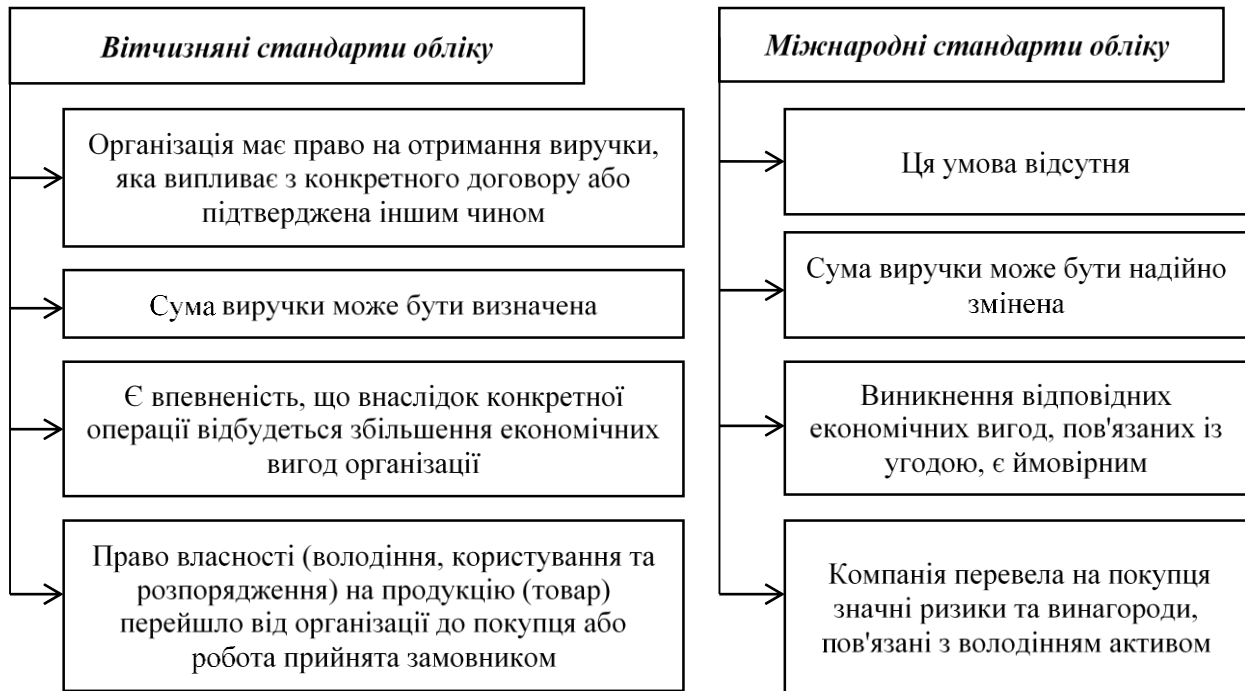 Вітчизняні стандарти обліку
Організація має право на отримання виручки,
яка випливає з конкретного договору або
підтверджена іншим чином
Сума виручки може бути визначена
Є впевненість, що внаслідок конкретної
операції відбудеться збільшення економічних
вигод організації
Право власності (володіння, користування та
розпорядження) на продукцію (товар)
перейшло від організації до покупця або
робота прийнята замовником
Міжнародні стандарти обліку
Ця умова відсутня
Сума виручки може бути надійно
змінена
Виникнення відповідних
економічних вигод, пов'язаних із
угодою, є ймовірним
Компанія перевела на покупця
значні ризики та винагороди,
пов'язані з володінням активом